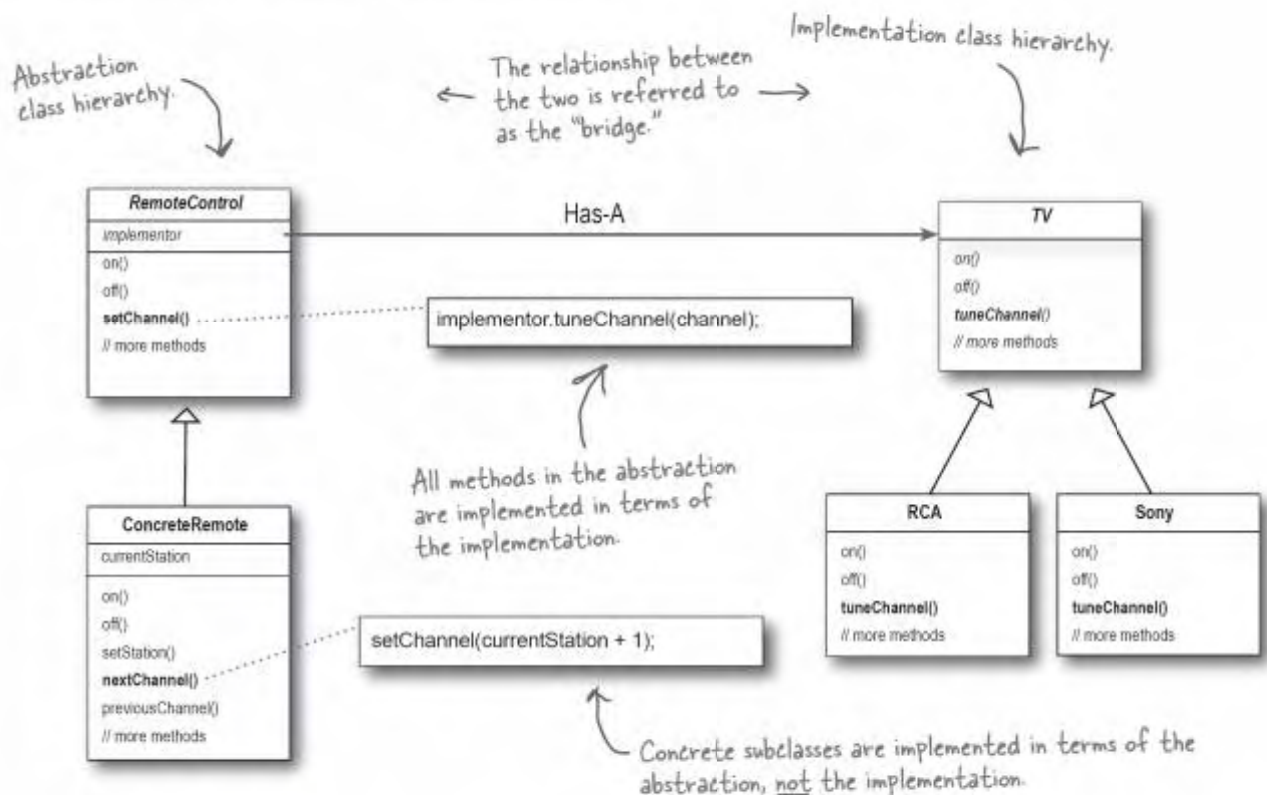 Abstraction
class hierarchy.
The relationship between
the two is referred to
as the "bridge."
Implementation class hierarchy.
RemoteControl
implementor
on()
off()
setChannel()
// more methods
Has-A
TV
on()
off()
tuneChannel()
// more methods
implementor.tuneChannel(channel);
All methods in the abstraction
are implemented in terms of
the implementation.
ConcreteRemote
currentStation
on()
off()
setStation()
nextChannel()
previousChannel()
// more methods
setChannel(currentStation + 1);
RCA
on()
off()
tuneChannel()
// more methods
Sony
on()
off()
tuneChannel()
// more methods
Concrete subclasses are implemented in terms of the
abstraction, not the implementation.